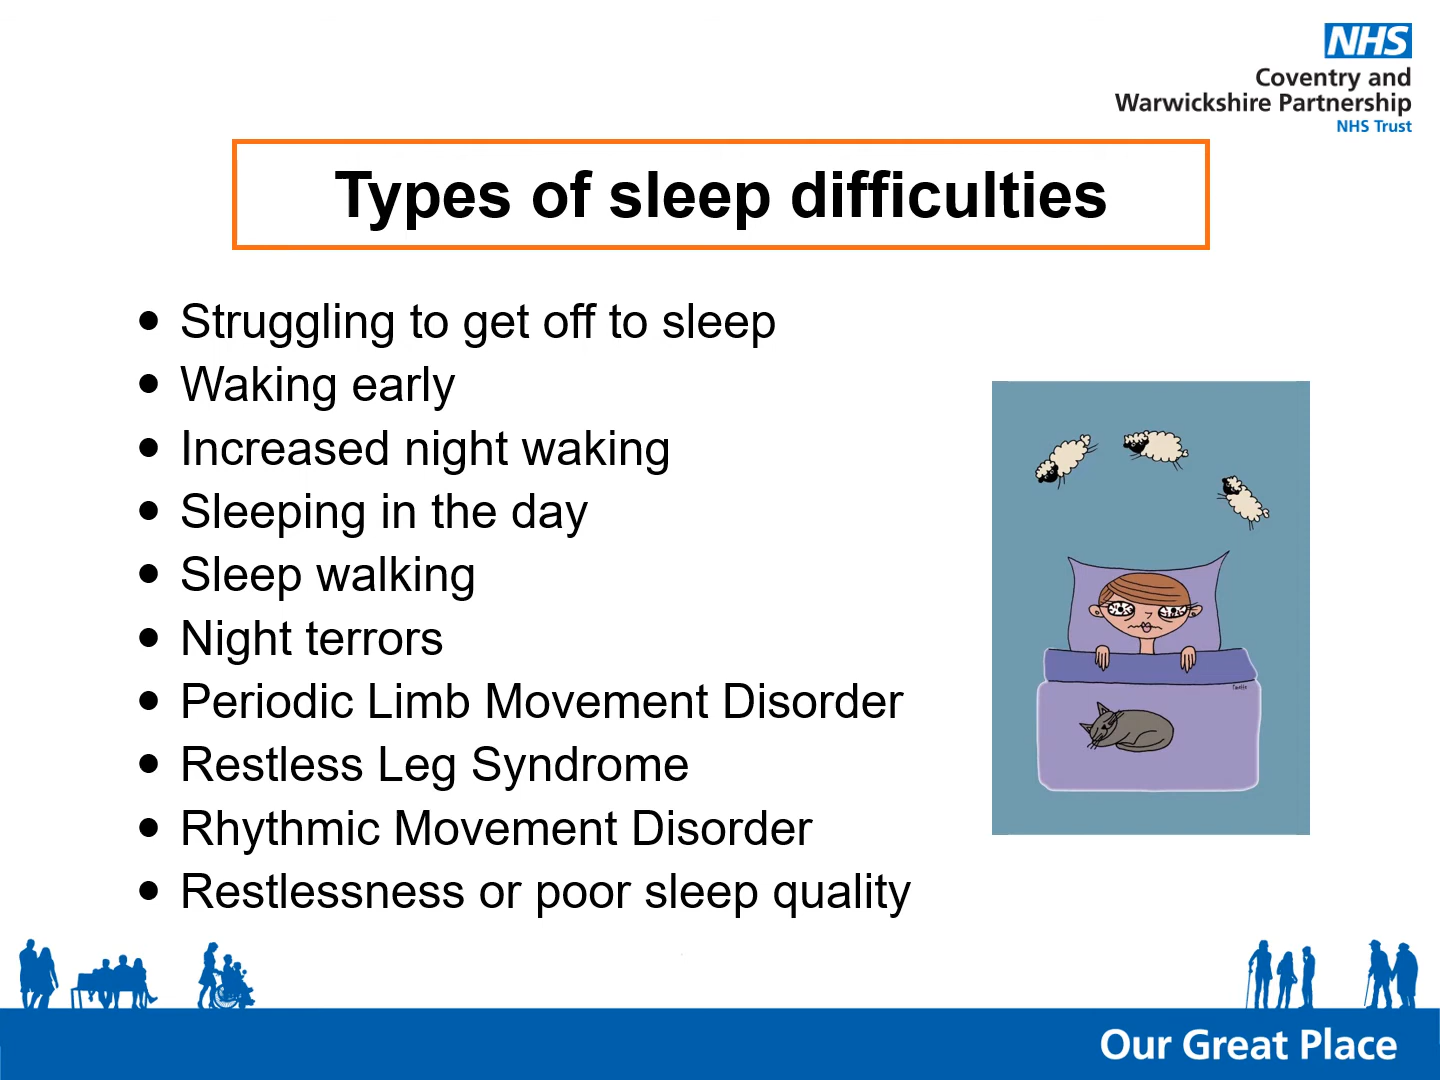 NHS
Coventry and
Warwickshire Partnership
NHS Trust
Types of sleep difficulties
• Struggling to get off to sleep
• Waking early
• Increased night waking
• Sleeping in the day
• Sleep walking
• Night terrors
• Periodic Limb Movement Disorder
• Restless Leg Syndrome
• Rhythmic Movement Disorder
• Restlessness or poor sleep quality
Our Great Place